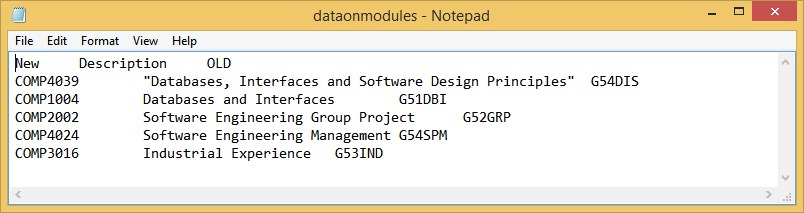 dataonmodules - Notepad
File Edit Format View Help
New Description OLD
COMP4039 "Databases, Interfaces and Software Design Principles" G54DIS
COMP1004 Databases and Interfaces G51DBI
COMP2002 Software Engineering Group Project G52GRP
COMP4024 Software Engineering Management G54SPM
COMP3016 Industrial Experience G53IND